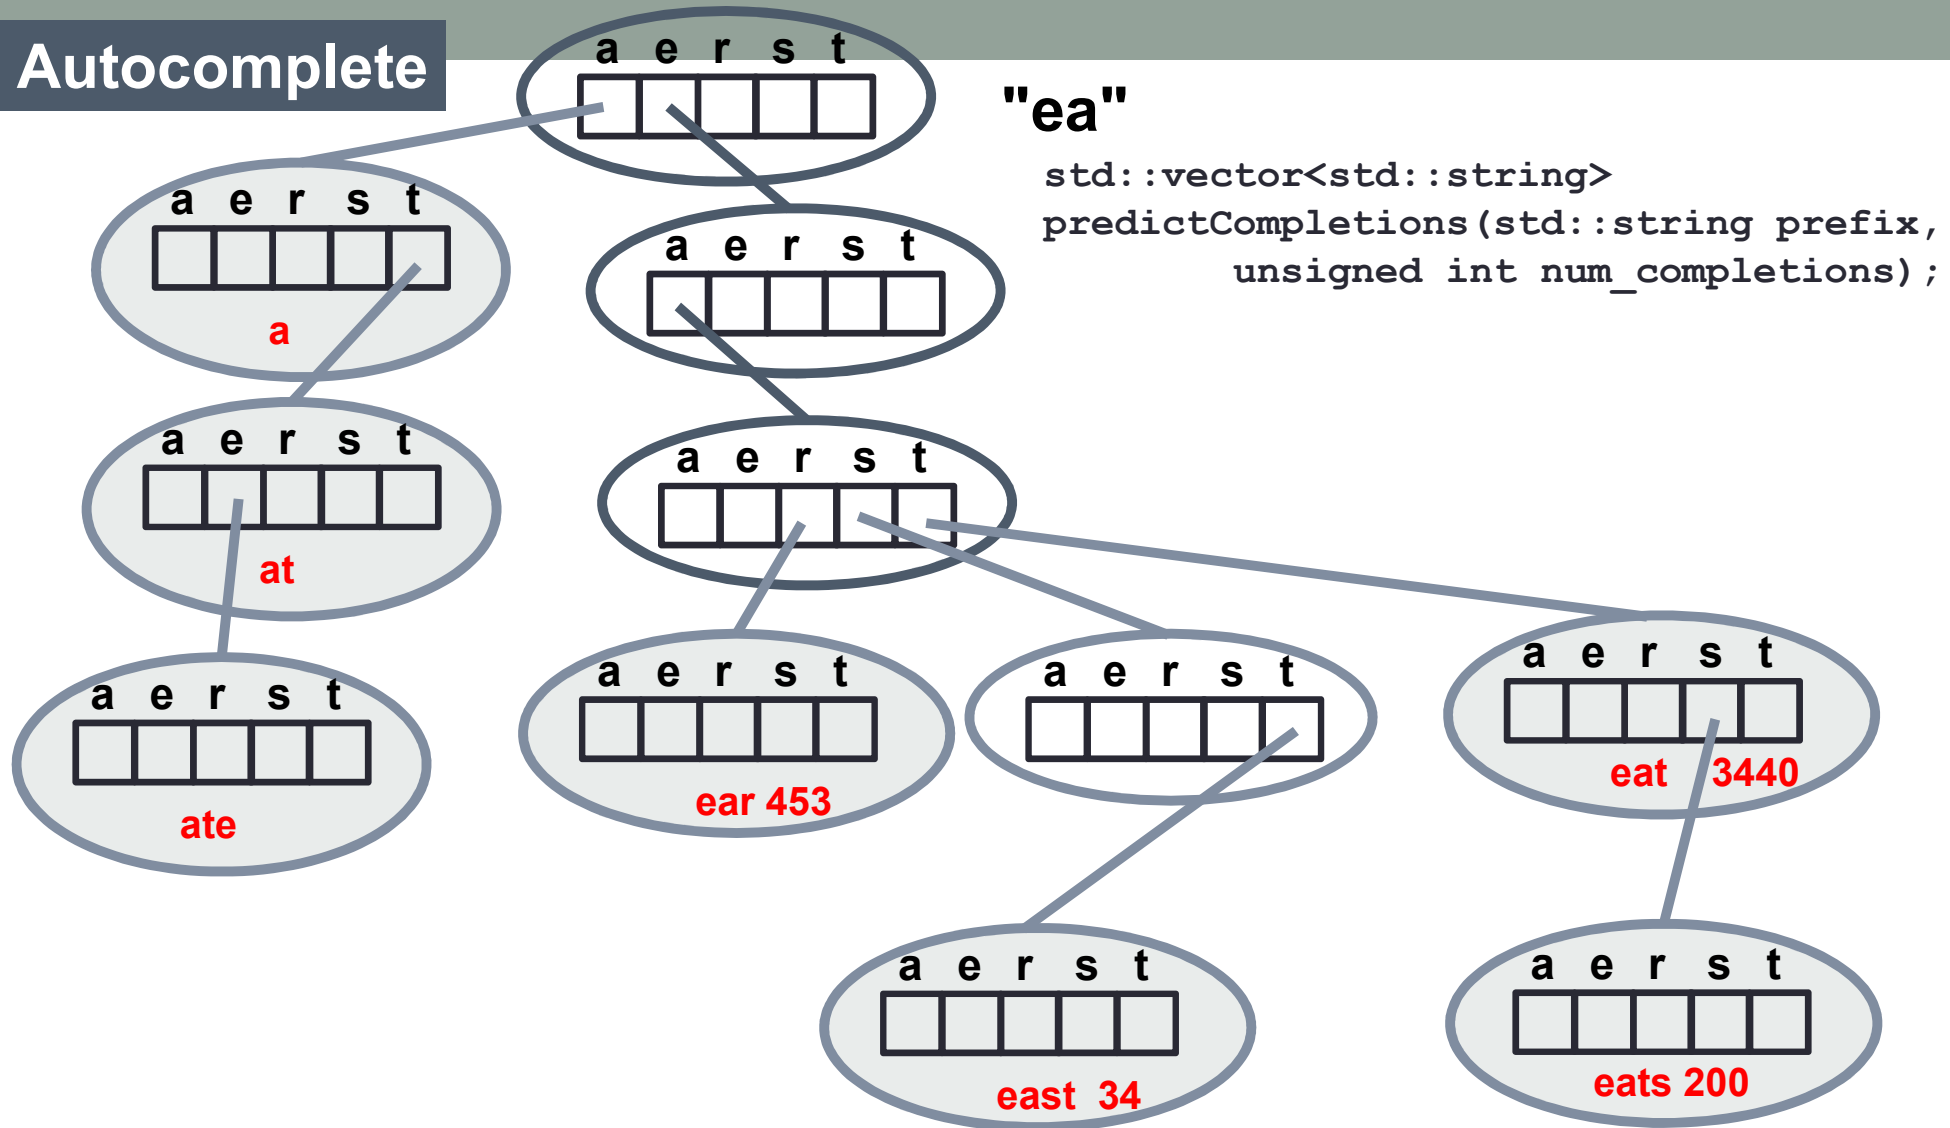 Autocomplete
a e r s t
"ea"
std::vector<std::string>
predictCompletions(std::string prefix,
unsigned int num_completions);
a e r s t
a
a e r s t
a e r s t
at
a e r s t
a e r s t
ate
a e r s t
ear 453
a e r s t
a e r s t
eat 3440
a e r s t
east 34
a e r s t
eats 200